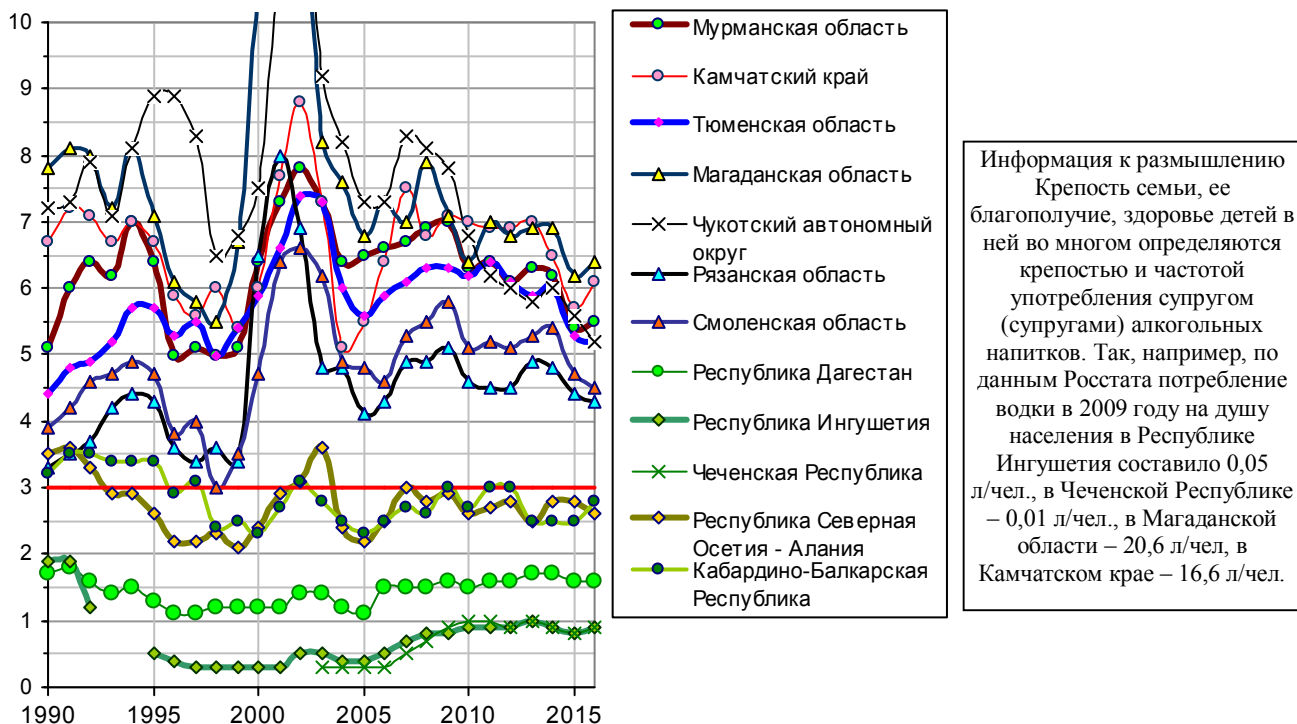 10
9
8
7
6
5
4
3
2
1
0
1990 1995 2000 2005 2010 2015
Мурманская область
Камчатский край
Тюменская область
Магаданская область
Чукотский автономный
округ
Рязанская область
Смоленская область
Республика Дагестан
Республика Ингушетия
Чеченская Республика
Республика Северная
Осетия - Алания
Кабардино-Балкарская
Республика
Информация к размышлению
Крепость семьи, ее
благополучие, здоровье детей в
ней во многом определяются
крепостью и частотой
употребления супругом
(супругами) алкогольных
напитков. Так, например, по
данным Росстата потребление
водки в 2009 году на душу
населения в Республике
Ингушетия составило 0,05
л/чел., в Чеченской Республике
– 0,01 л/чел., в Магаданской
области – 20,6 л/чел, в
Камчатском крае – 16,6 л/чел.